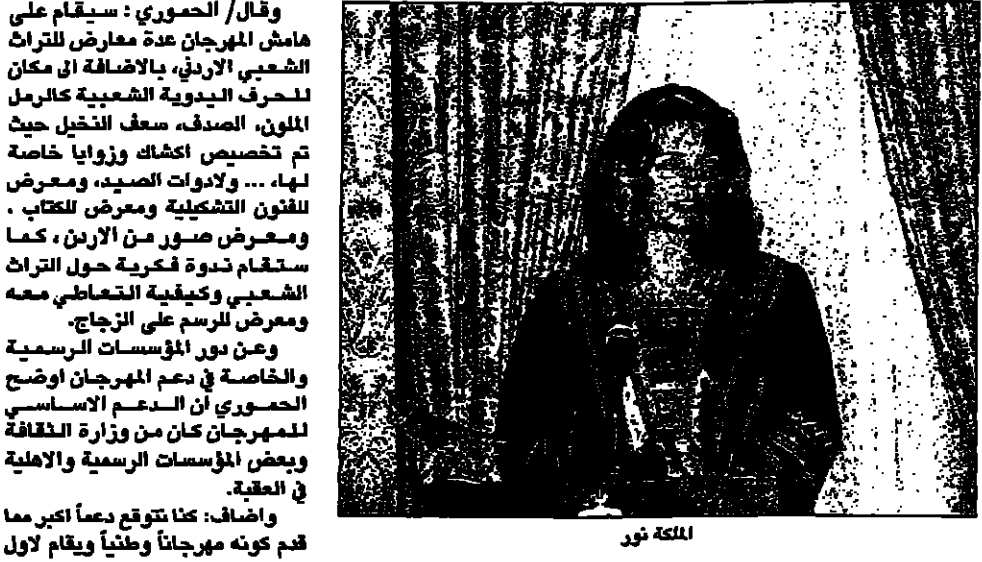 وقال/ الحموري : سيقام على
هامش المهرجان عدة معارض للتراث
الشعبي الاردني، بالاضافة الى مكان
للحرف اليدوية الشعبية كالرمل
الملون، الصدف، سعف النخيل حيث
تم تخصيص اكشاك وزوايا خاصة
لها، ... ولادوات الصيد، ومعرض
للفنون التشكيلية ومعرض للكتاب .
ومعرض صور من الاردن ، كما
ستقام ندوة فكرية حول التراث
الشعبي وكيفية التعاطي معه
ومعرض للرسم على الزجاج.
وعن دور المؤسسات الرسمية
والخاصة في دعم المهرجان اوضح
الحموري أن الدعم الاساسي
للمهرجان كان من وزارة الثقافة
وبعض المؤسسات الرسمية والاهلية
في العقبة.
واضاف: كنا نتوقع دعماً اكبر مما
قدم كونه مهرجاناً وطنياً ويقام لاول
الملكة نور